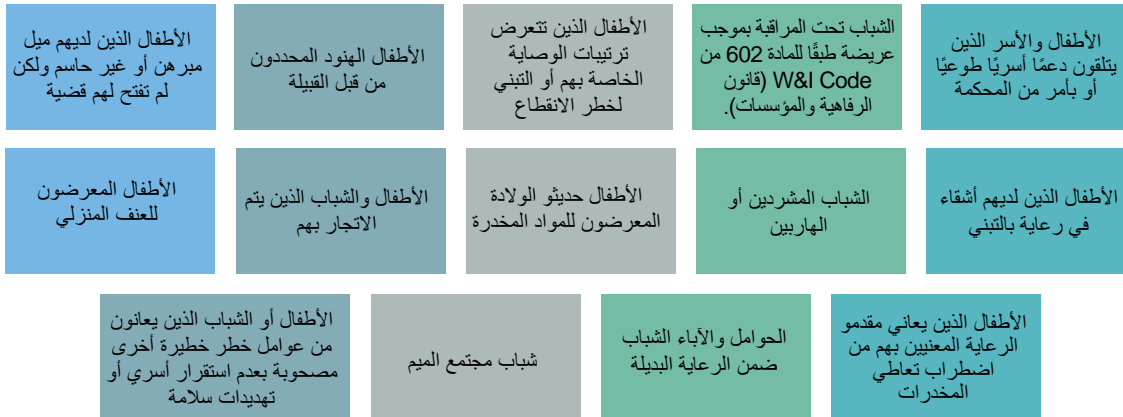 الأطفال والأسر الذين
يتلقون دعمًا أسريًا طوعيًا
أو بأمر من المحكمة
الشباب تحت المراقبة بموجب
عريضة طبقًا للمادة 602 من
W&I Code (قانون
الرفاهية والمؤسسات).
الأطفال الذين تتعرض
ترتيبات الوصاية
الخاصة بهم أو التبني
لخطر الانقطاع
الأطفال الهنود المحددون
من قبل القبيلة
الأطفال الذين لديهم ميل
مبرهن أو غير حاسم ولكن
لم تفتح لهم قضية
الأطفال الذين لديهم أشقاء
في رعاية بالتبني
الشباب المشردين أو
الهاربين
الأطفال حديثو الولادة
المعرضون للمواد المخدرة
الأطفال والشباب الذين يتم
الاتجار بهم
الأطفال المعرضون
للعنف المنزلي
الأطفال الذين يعاني مقدمو
الرعاية المعنيين بهم من
اضطراب تعاطي
المخدرات
الحوامل والآباء الشباب
ضمن الرعاية البديلة
شباب مجتمع الميم
الأطفال أو الشباب الذين يعانون
من عوامل خطر خطيرة أخرى
مصحوبة بعدم استقرار أسري أو
تهديدات سلامة